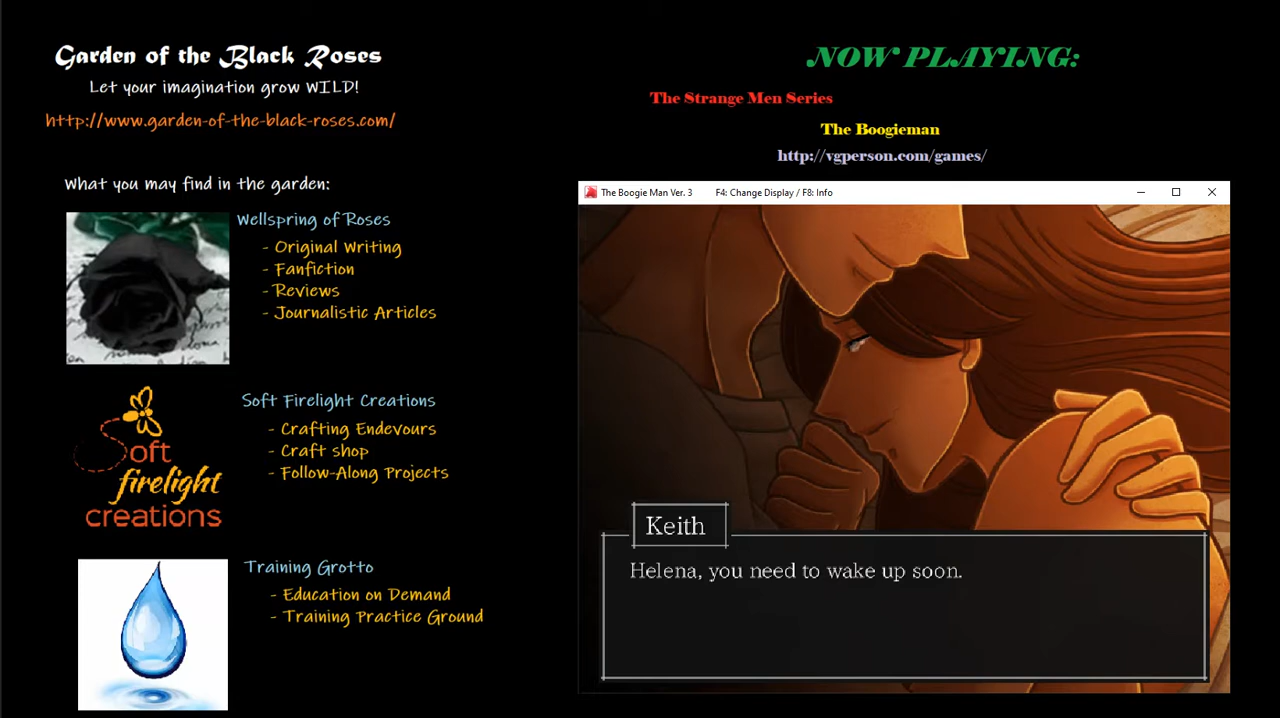 Garden of the Black Roses
Let your imagination grow WILD!
http://www.garden-of-the-black-roses.com/
What you may find in the garden:
Wellspring of Roses
- Original Writing
- Fanfiction
- Reviews
- Journalistic Articles
Soft
firelight
creations
Soft Firelight Creations
- Crafting Endevours
- Craft shop
- Follow-Along Projects
Training Grotto
- Education on Demand
- Training Practice Ground
NOW PLAYING:
The Strange Men Series
The Boogieman
http://vgperson.com/games/
The Boogie Man Ver. 3 F4: Change Display / F8: Info
Keith
Helena, you need to wake up soon.